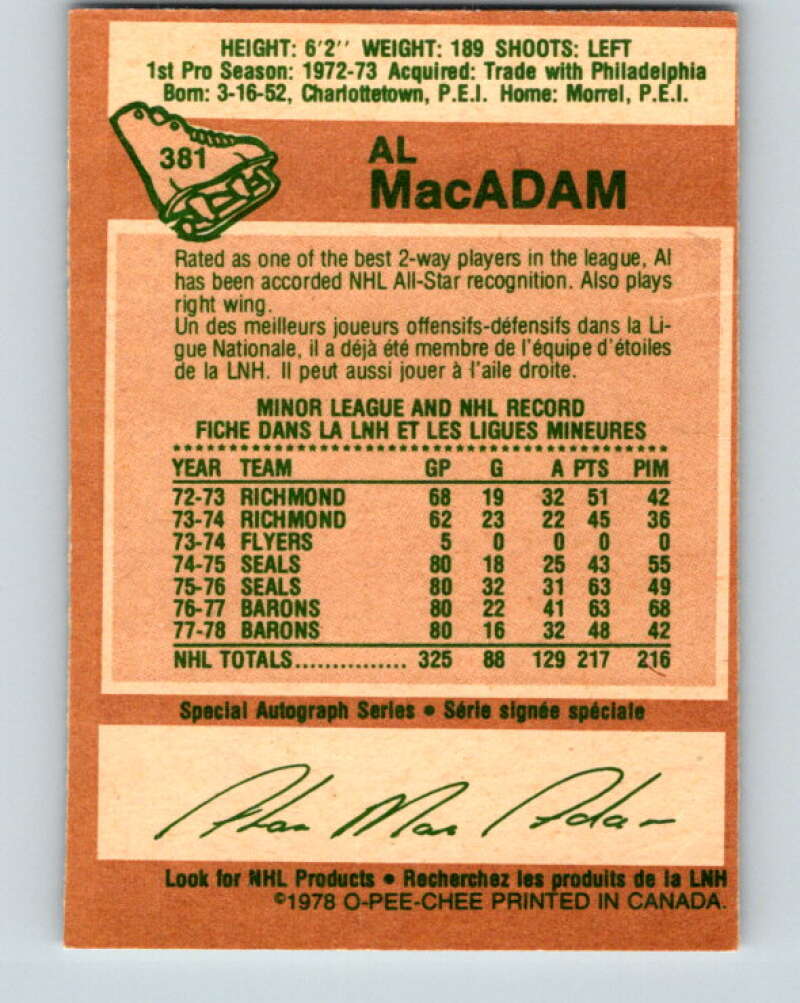 HEIGHT: 6'2'' WEIGHT: 189 SHOOTS: LEFT
1st Pro Season: 1972-73 Acquired: Trade with Philadelphia
Born: 3-16-52, Charlottetown, P.E.I. Home: Morrel, P.E.I.
381
AL
MacADAM
Rated as one of the best 2-way players in the league, Al
has been accorded NHL All-Star recognition. Also plays
right wing.
Un des meilleurs joueurs offensifs-défensifs dans la Li-
gue Nationale, il a déjà été membre de l'équipe d'étoiles
de la LNH. Il peut aussi jouer à l'aile droite.
MINOR LEAGUE AND NHL RECORD
FICHE DANS LA LNH ET LES LIGUES MINEURES
YEAR TEAM GP G A PTS PIM
72-73 RICHMOND 68 19 32 51 42
73-74 RICHMOND 62 23 22 45 36
73-74 FLYERS 5 0 0 0 0
74-75 SEALS 80 18 25 43 55
75-76 SEALS 80 32 31 63 49
76-77 BARONS 80 22 41 63 68
77-78 BARONS 80 16 32 48 42
NHL TOTALS................ 325 88 129 217 216
Special Autograph Series • Série signée spéciale
Alan MacAdam
Look for NHL Products • Recherchez les produits de la LNH
©1978 O-PEE-CHEE PRINTED IN CANADA.